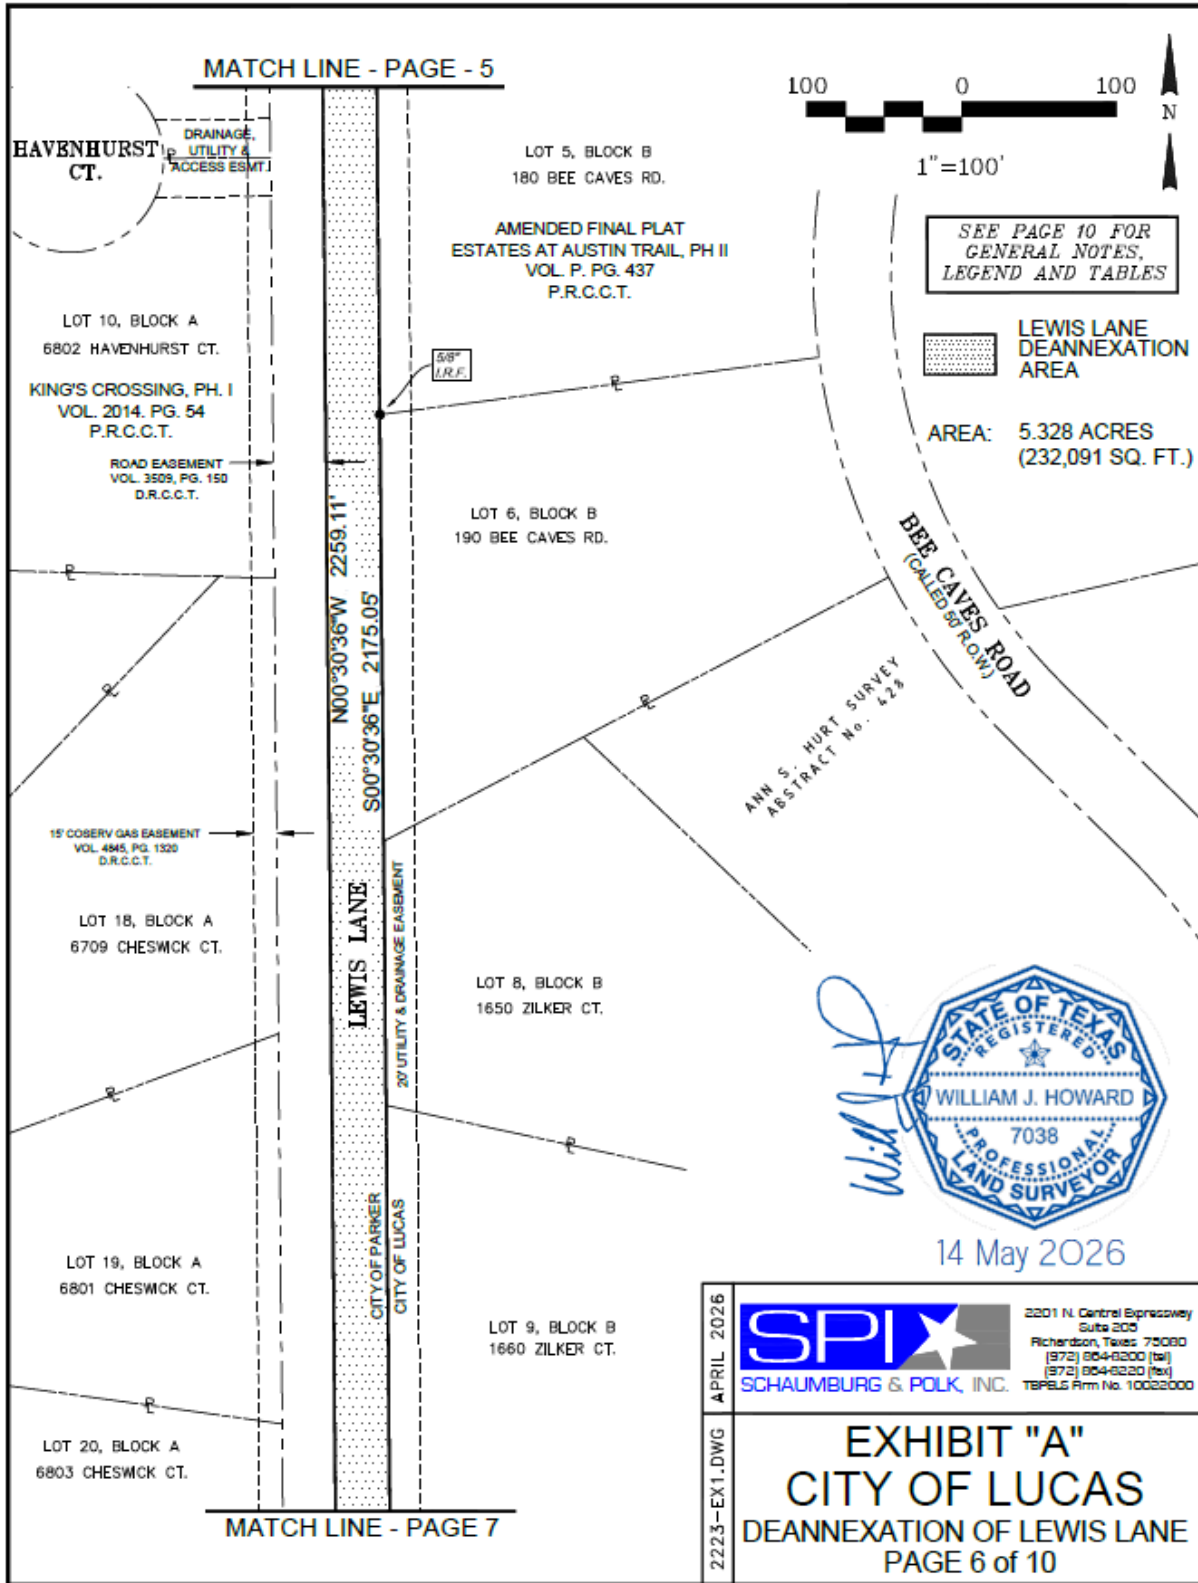 MATCH LINE - PAGE - 5
100 0 100
N
1"=100'
HAVENHURST
CT.
DRAINAGE,
UTILITY &
ACCESS ESMT.
LOT 5, BLOCK B
180 BEE CAVES RD.
AMENDED FINAL PLAT
ESTATES AT AUSTIN TRAIL, PH II
VOL. P. PG. 437
P.R.C.C.T.
SEE PAGE 10 FOR
GENERAL NOTES,
LEGEND AND TABLES
LEWIS LANE
DEANNEXATION
AREA
AREA: 5.328 ACRES
(232,091 SQ. FT.)
LOT 10, BLOCK A
6802 HAVENHURST CT.
KING'S CROSSING, PH. I
VOL. 2014. PG. 54
P.R.C.C.T.
5/8"
I.R.F.
ROAD EASEMENT
VOL. 3509, PG. 150
D.R.C.C.T.
N00°30'36"W 2259.11'
S00°30'36"E 2175.05'
LOT 6, BLOCK B
190 BEE CAVES RD.
BEE CAVES ROAD
(CALLED 50' R.O.W.)
ANN S. HURT SURVEY
ABSTRACT No. 428
15' COSERV GAS EASEMENT
VOL. 4845, PG. 1320
D.R.C.C.T.
LEWIS LANE
20' UTILITY & DRAINAGE EASEMENT
LOT 18, BLOCK A
6709 CHESWICK CT.
LOT 8, BLOCK B
1650 ZILKER CT.
STATE OF TEXAS
REGISTERED
WILLIAM J. HOWARD
7038
PROFESSIONAL
LAND SURVEYOR
14 May 2026
CITY OF PARKER
CITY OF LUCAS
LOT 19, BLOCK A
6801 CHESWICK CT.
LOT 9, BLOCK B
1660 ZILKER CT.
LOT 20, BLOCK A
6803 CHESWICK CT.
MATCH LINE - PAGE 7
APRIL 2026
SPI
SCHAUMBURG & POLK, INC.
2201 N. Central Expressway
Suite 205
Richardson, Texas 75080
(972) 864-8200 (tel)
(972) 864-8220 (fax)
TBPELS Firm No. 10022000
2223-EX1.DWG
EXHIBIT "A"
CITY OF LUCAS
DEANNEXATION OF LEWIS LANE
PAGE 6 of 10